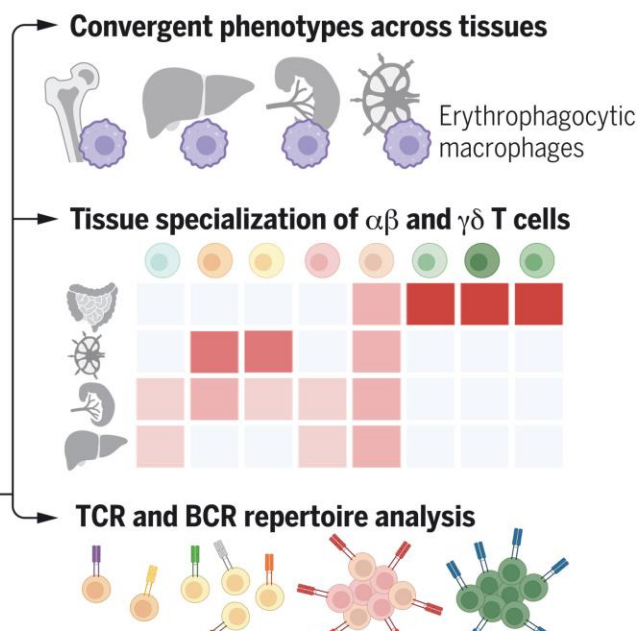 Convergent phenotypes across tissues
Erythrophagocytic
macrophages
Tissue specialization of αβ and γδ T cells
TCR and BCR repertoire analysis